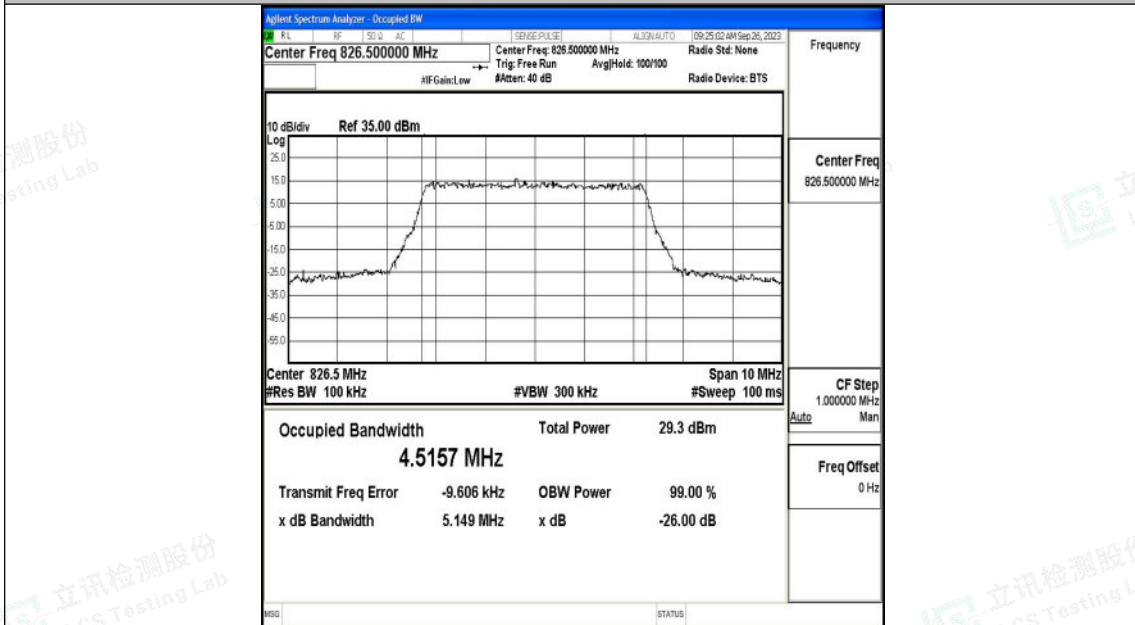 Agilent Spectrum Analyzer - Occupied BW
RL RF 50 Ω AC SENSE:PULSE ALIGNAUTO 09:25:02 AM Sep 26, 2023
Center Freq 826.500000 MHz
Center Freq: 826.500000 MHz
Radio Std: None
Trig: Free Run Avg|Hold: 100/100
#IFGain:Low
#Atten: 40 dB
Radio Device: BTS
10 dB/div Ref 35.00 dBm
Log
25.0
15.0
5.00
-5.00
-15.0
-25.0
-35.0
-45.0
-55.0
Center 826.5 MHz
Span 10 MHz
#Res BW 100 kHz
#VBW 300 kHz
#Sweep 100 ms
Occupied Bandwidth
Total Power 29.3 dBm
4.5157 MHz
Transmit Freq Error -9.606 kHz
OBW Power 99.00 %
x dB Bandwidth 5.149 MHz
x dB -26.00 dB
MSG
STATUS
Frequency
Center Freq
826.500000 MHz
CF Step
1.000000 MHz
Auto Man
Freq Offset
0 Hz
测股份
sting Lab
立讯检测股份
CS Testing Lab
立讯检测股份
CS Testing L